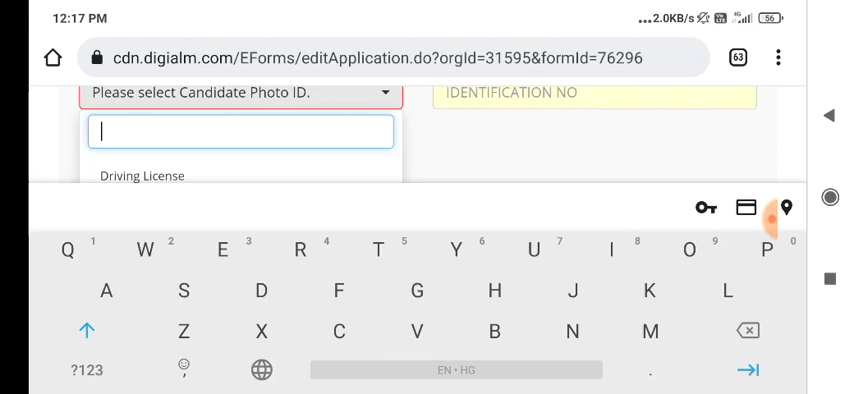 12:17 PM
...2.0KB/s 4G 56
cdn.digialm.com/EForms/editApplication.do?orgId=31595&formId=76296
63
Please select Candidate Photo ID.
IDENTIFICATION NO
Driving License
Q 1 W 2 E 3 R 4 T 5 Y 6 U 7 I 8 O 9 P 0
A S D F G H J K L
Z X C V B N M
?123 , EN • HG .